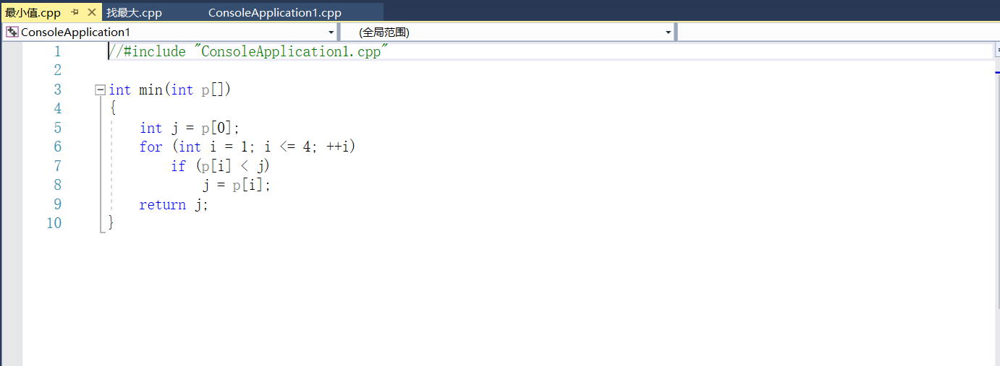 最小值.cpp 找最大.cpp ConsoleApplication1.cpp
ConsoleApplication1 (全局范围)
1 //#include "ConsoleApplication1.cpp"
2
3 int min(int p[])
4 {
5 int j = p[0];
6 for (int i = 1; i <= 4; ++i)
7 if (p[i] < j)
8 j = p[i];
9 return j;
10 }